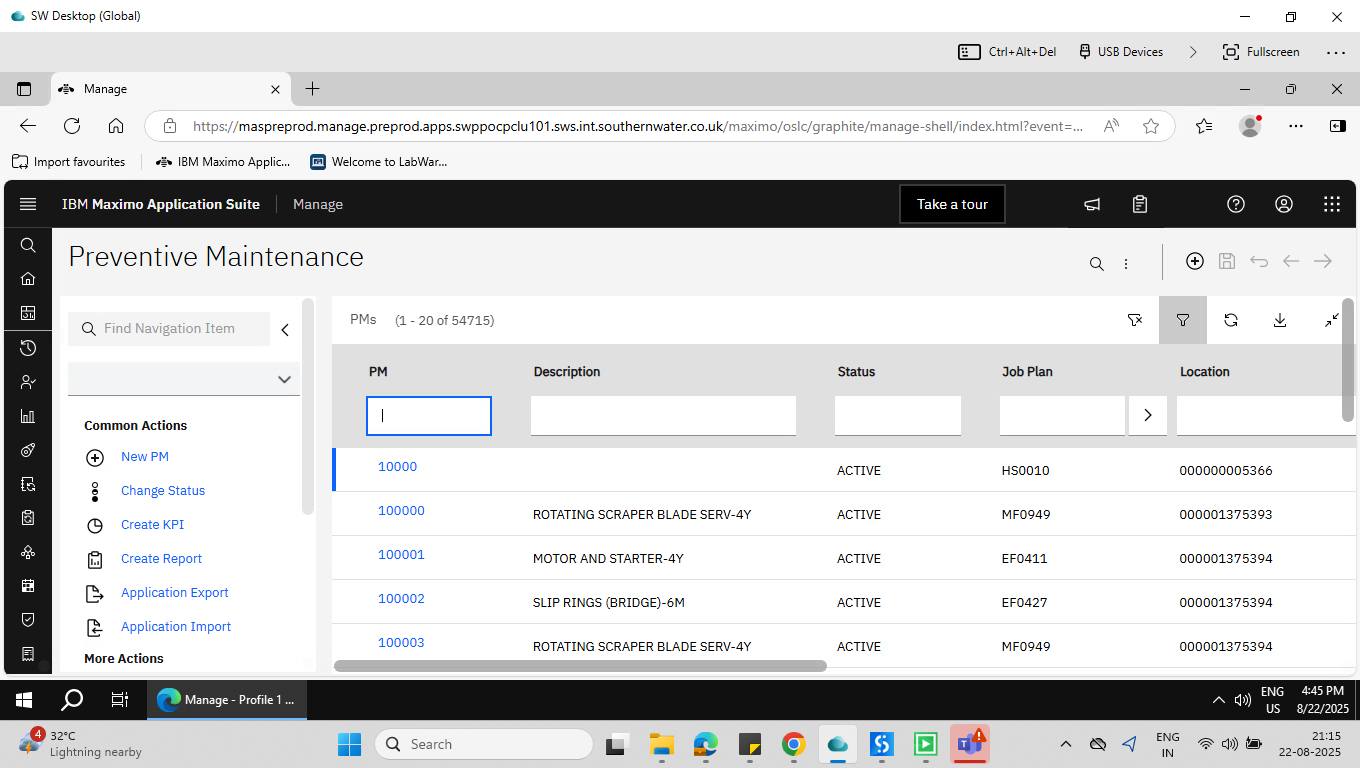 SW Desktop (Global)
Ctrl+Alt+Del
USB Devices
Fullscreen
Manage
https://maspreprod.manage.preprod.apps.swppocpclu101.sws.int.southernwater.co.uk/maximo/oslc/graphite/manage-shell/index.html?event=...
Import favourites
IBM Maximo Applic...
Welcome to LabWar...
IBM Maximo Application Suite
Manage
Take a tour
Preventive Maintenance
Find Navigation Item
PMs (1 - 20 of 54715)
PM Description Status Job Plan Location
Common Actions
New PM
Change Status
Create KPI
Create Report
Application Export
Application Import
More Actions
10000 ACTIVE HS0010 000000005366
100000 ROTATING SCRAPER BLADE SERV-4Y ACTIVE MF0949 000001375393
100001 MOTOR AND STARTER-4Y ACTIVE EF0411 000001375394
100002 SLIP RINGS (BRIDGE)-6M ACTIVE EF0427 000001375394
100003 ROTATING SCRAPER BLADE SERV-4Y ACTIVE MF0949 000001375394
Manage - Profile 1 ...
ENG
US
4:45 PM
8/22/2025
4
32°C
Lightning nearby
Search
ENG
IN
21:15
22-08-2025